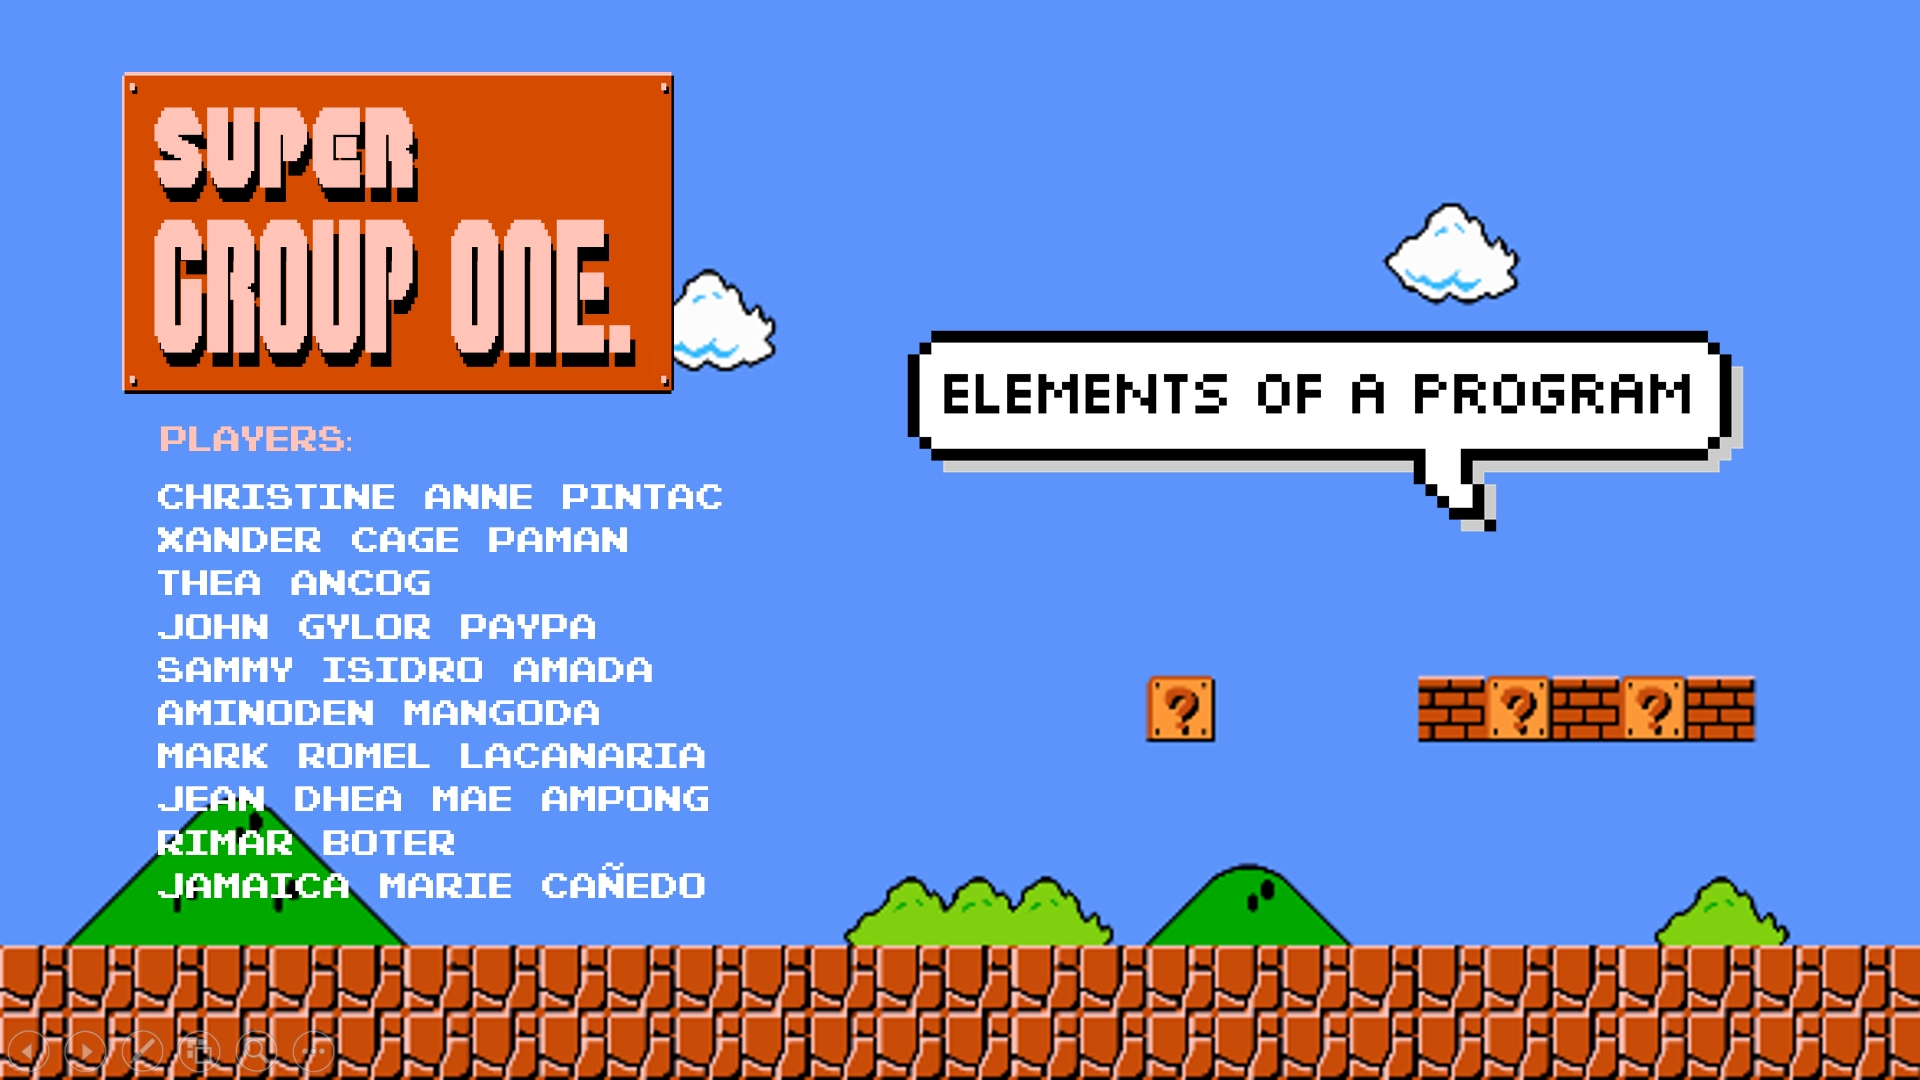 SUPER
GROUP ONE.
PLAYERS:
CHRISTINE ANNE PINTAC
XANDER CAGE PAMAN
THEA ANCOG
JOHN GYLOR PAYPA
SAMMY ISIDRO AMADA
AMINODEN MANGODA
MARK ROMEL LACANARIA
JEAN DHEA MAE AMPONG
RIMAR BOTER
JAMAICA MARIE CAÑEDO
ELEMENTS OF A PROGRAM
?
? ?